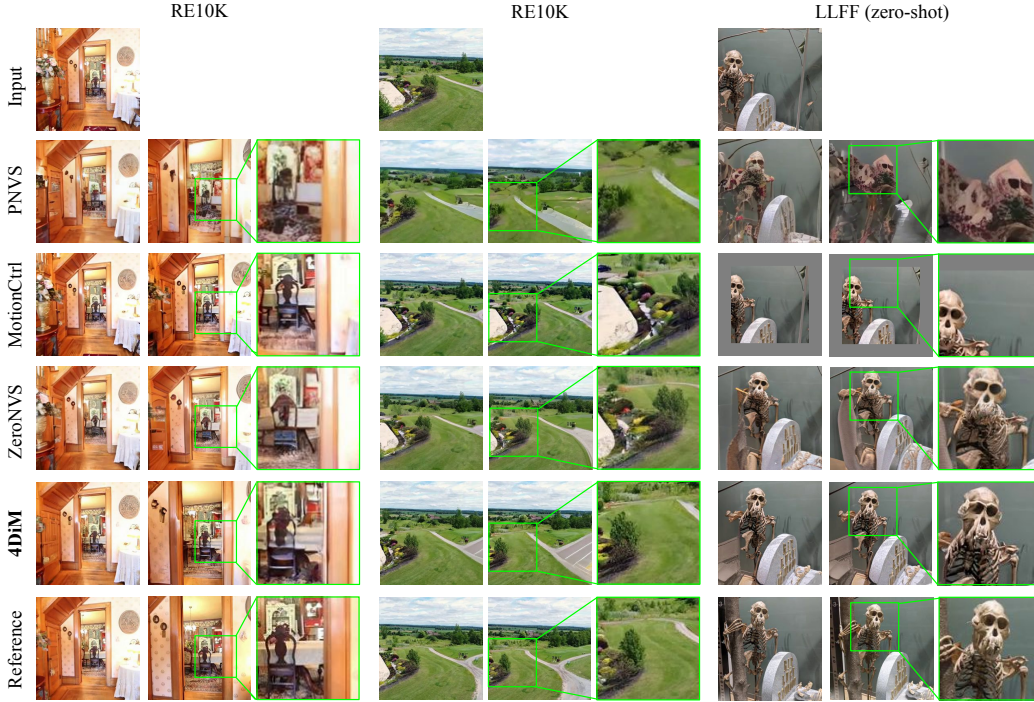 RE10K
RE10K
LLFF (zero-shot)
Input
PNVS
MotionCtrl
ZeroNVS
4DiM
Reference